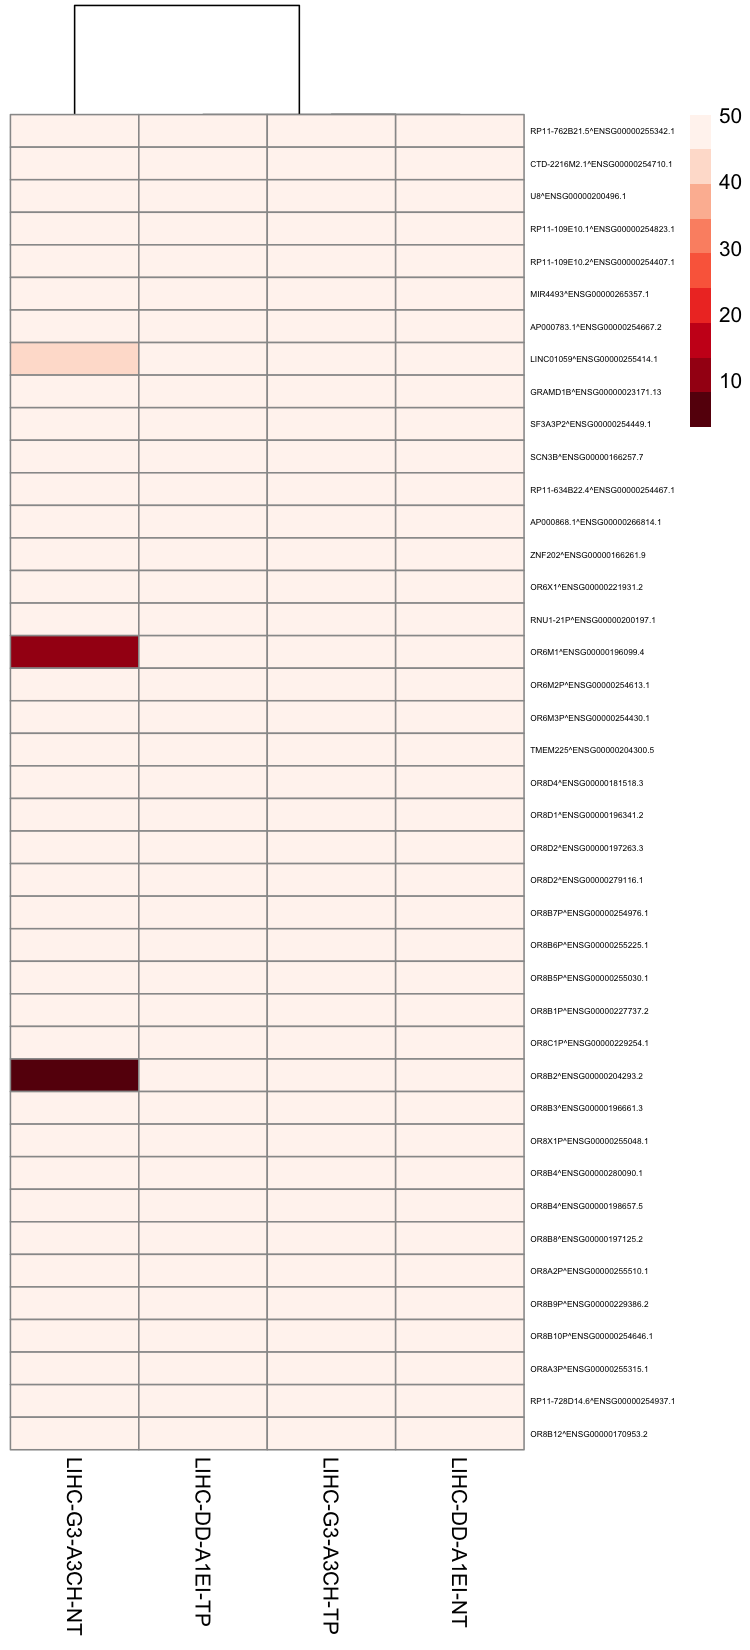 RP11-762B21.5^ENSG00000255342.1
CTD-2216M2.1^ENSG00000254710.1
U8^ENSG00000200496.1
RP11-109E10.1^ENSG00000254823.1
RP11-109E10.2^ENSG00000254407.1
MIR4493^ENSG00000265357.1
AP000783.1^ENSG00000254667.2
LINC01059^ENSG00000255414.1
GRAMD1B^ENSG00000023171.13
SF3A3P2^ENSG00000254449.1
SCN3B^ENSG00000166257.7
RP11-634B22.4^ENSG00000254467.1
AP000868.1^ENSG00000266814.1
ZNF202^ENSG00000166261.9
OR6X1^ENSG00000221931.2
RNU1-21P^ENSG00000200197.1
OR6M1^ENSG00000196099.4
OR6M2P^ENSG00000254613.1
OR6M3P^ENSG00000254430.1
TMEM225^ENSG00000204300.5
OR8D4^ENSG00000181518.3
OR8D1^ENSG00000196341.2
OR8D2^ENSG00000197263.3
OR8D2^ENSG00000279116.1
OR8B7P^ENSG00000254976.1
OR8B6P^ENSG00000255225.1
OR8B5P^ENSG00000255030.1
OR8B1P^ENSG00000227737.2
OR8C1P^ENSG00000229254.1
OR8B2^ENSG00000204293.2
OR8B3^ENSG00000196661.3
OR8X1P^ENSG00000255048.1
OR8B4^ENSG00000280090.1
OR8B4^ENSG00000198657.5
OR8B8^ENSG00000197125.2
OR8A2P^ENSG00000255510.1
OR8B9P^ENSG00000229386.2
OR8B10P^ENSG00000254646.1
OR8A3P^ENSG00000255315.1
RP11-728D14.6^ENSG00000254937.1
OR8B12^ENSG00000170953.2
50
40
30
20
10
LIHC-G3-A3CH-NT
LIHC-DD-A1EI-TP
LIHC-G3-A3CH-TP
LIHC-DD-A1EI-NT